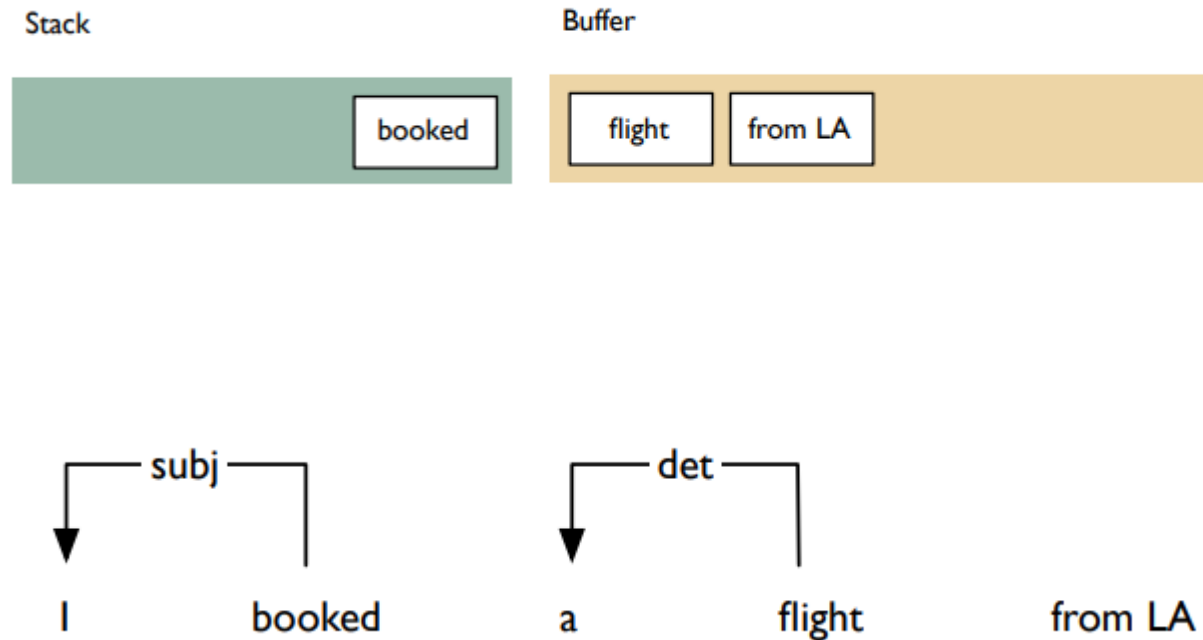 Stack Buffer
booked flight from LA
subj det
I booked a flight from LA